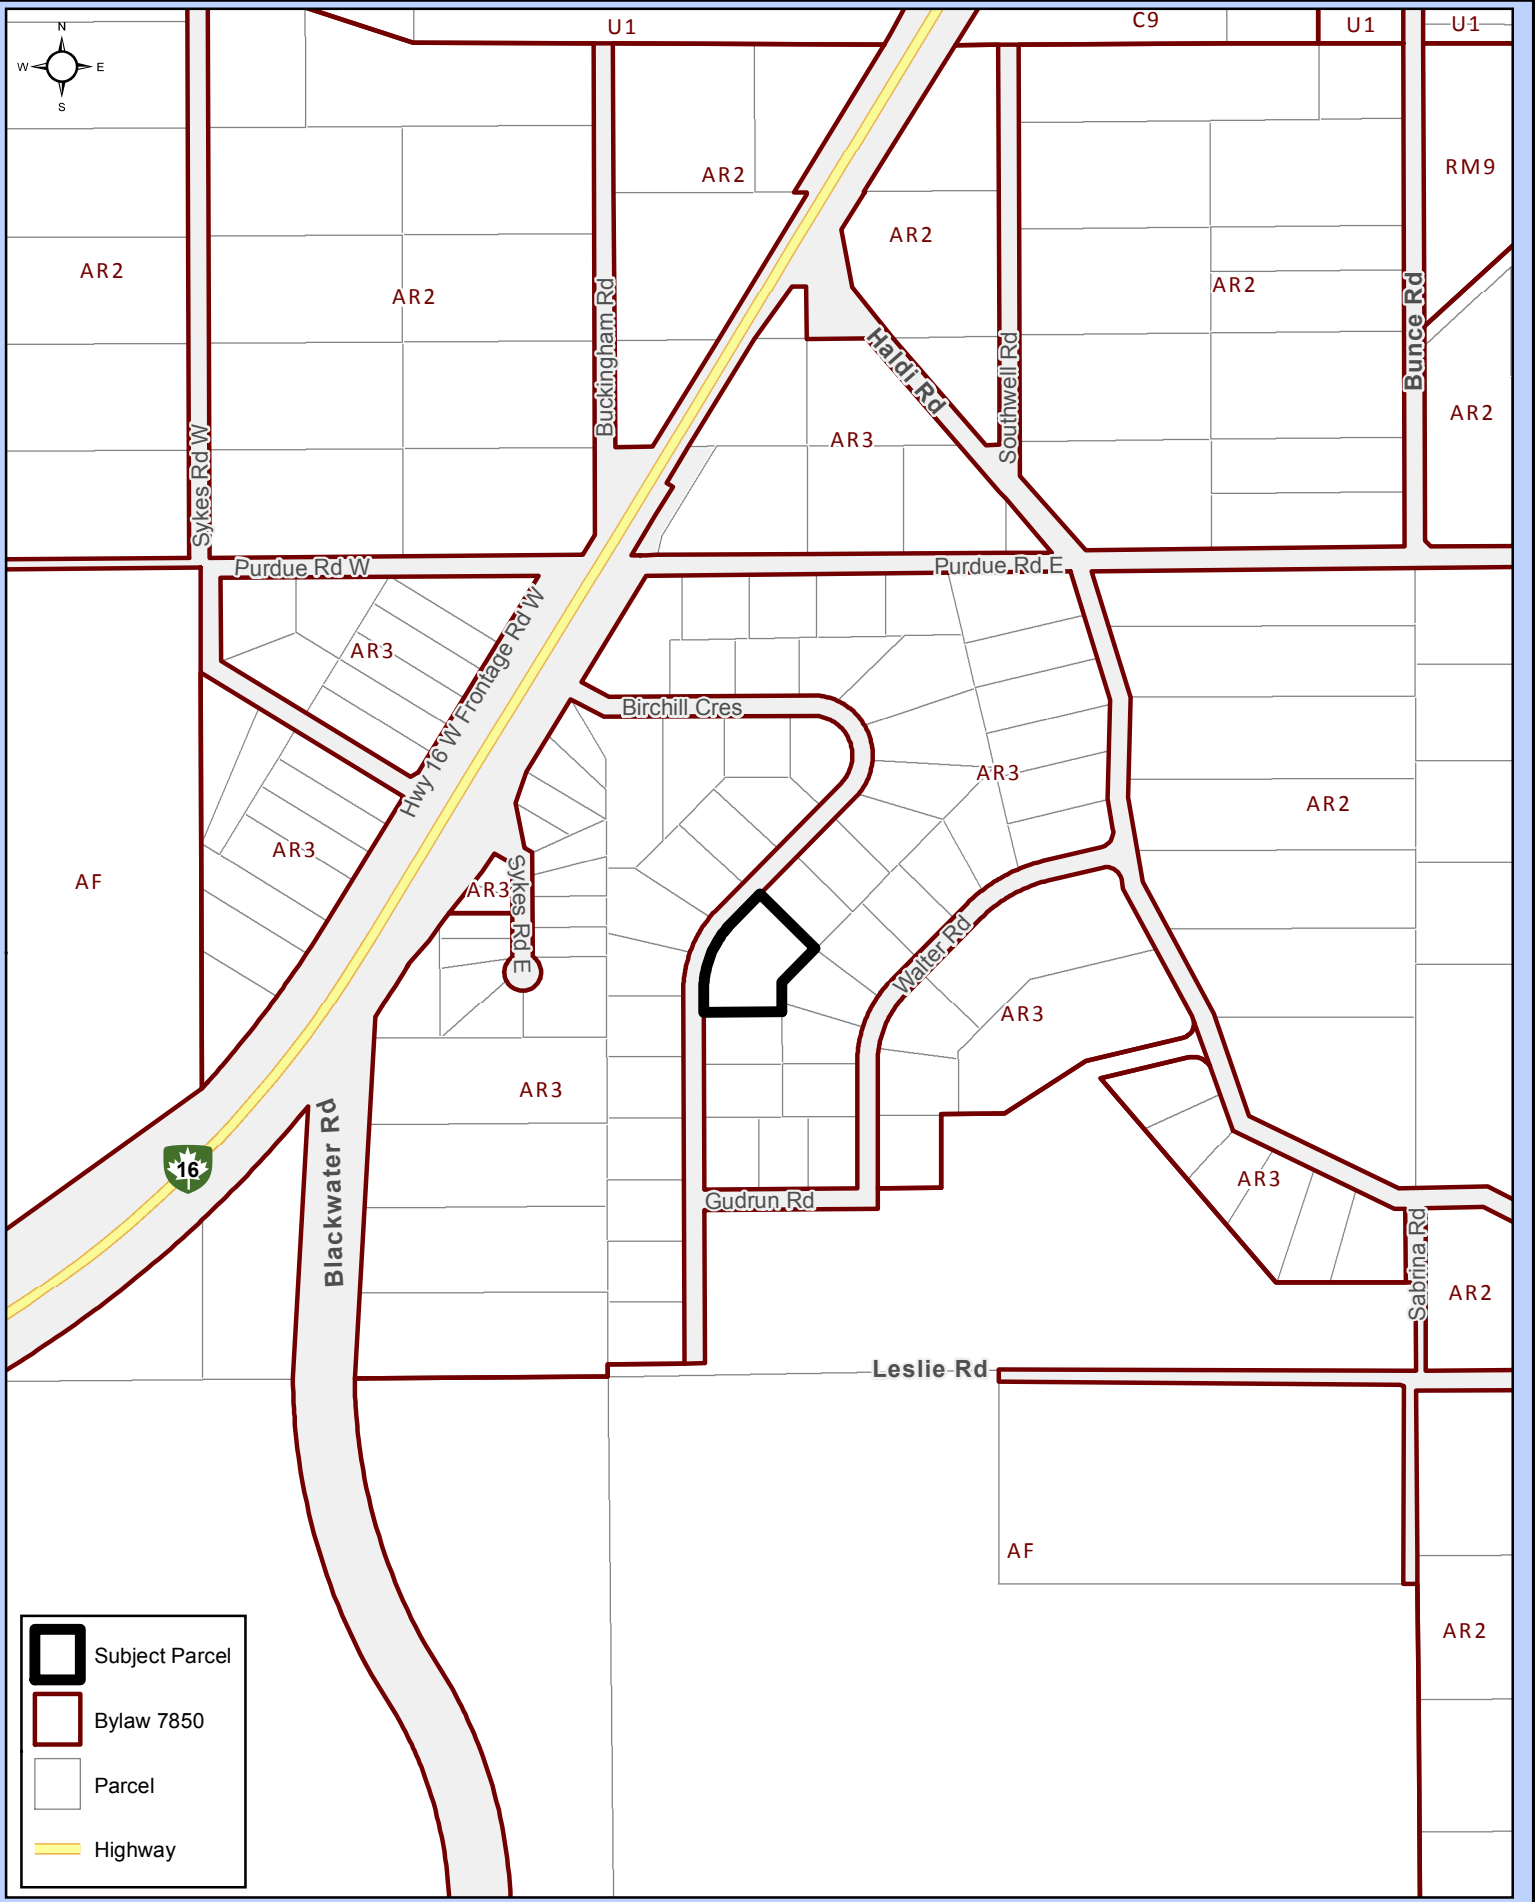 U1
C9
U1
U1
N
W E
S
RM9
AR2
AR2
AR2
AR2
AR2
AR2
Buckingham Rd
Bunce Rd
Haldi Rd
Southwell Rd
AR2
AR3
Sykes Rd W
Purdue Rd W
Purdue Rd E
Hwy 16 W Frontage Rd W
AR3
Birchill Cres
AR3
AR2
AR3
AF
AR3
Sykes Rd E
Walter Rd
AR3
AR3
Blackwater Rd
16
AR3
Gudrun Rd
Sabrina Rd
AR2
Leslie Rd
AF
AR2
Subject Parcel
Bylaw 7850
Parcel
Highway